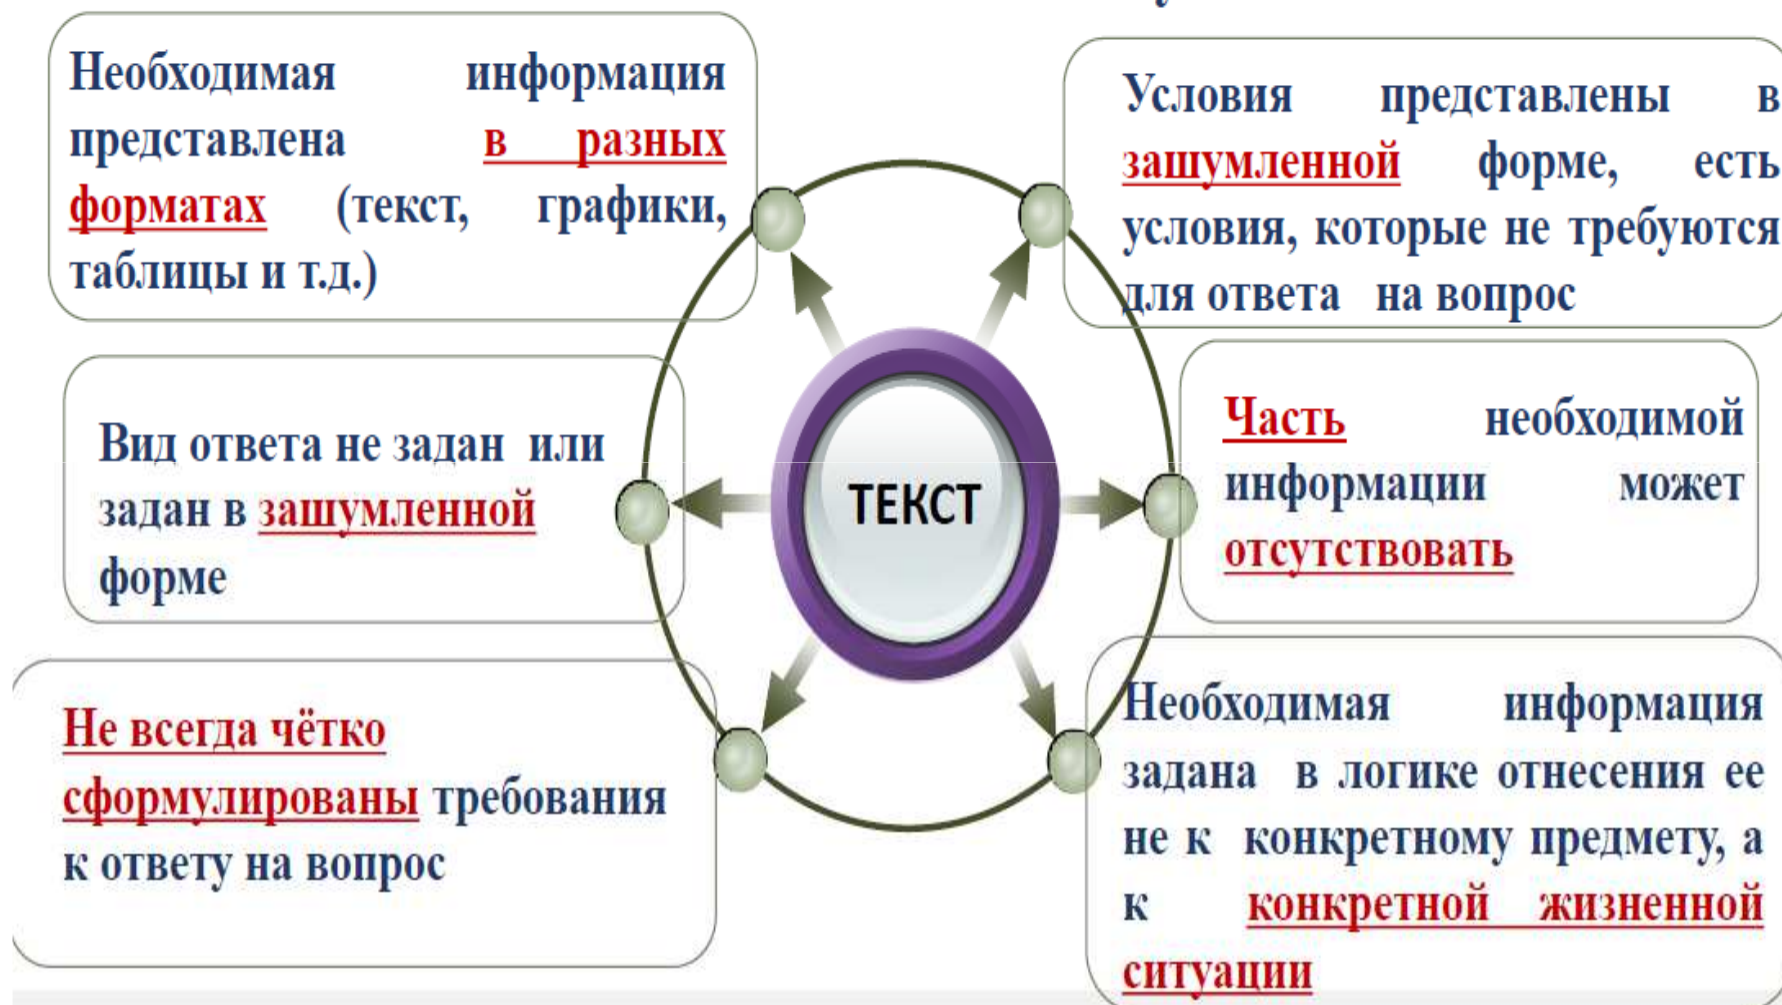 Необходимая информация
представлена в разных
форматах (текст, графики,
таблицы и т.д.)
Условия представлены в
зашумленной форме, есть
условия, которые не требуются
для ответа на вопрос
Вид ответа не задан или
задан в зашумленной
форме
ТЕКСТ
Часть необходимой
информации может
отсутствовать
Не всегда чётко
сформулированы требования
к ответу на вопрос
Необходимая информация
задана в логике отнесения ее
не к конкретному предмету, а
к конкретной жизненной
ситуации